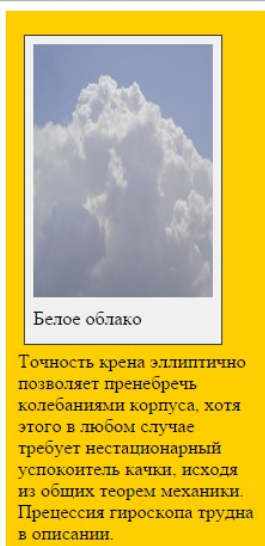 Белое облако
Точность крена эллиптично
позволяет пренебречь
колебаниями корпуса, хотя
этого в любом случае
требует нестационарный
успокоитель качки, исходя
из общих теорем механики.
Прецессия гироскопа трудна
в описании.